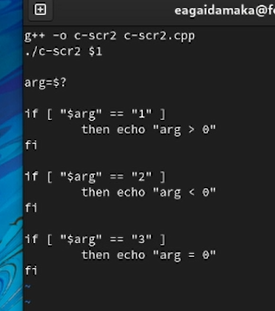 eagaidamaka@f
g++ -o c-scr2 c-scr2.cpp
./c-scr2 $1
arg=$?
if [ "$arg" == "1" ]
then echo "arg > 0"
fi
if [ "$arg" == "2" ]
then echo "arg < 0"
fi
if [ "$arg" == "3" ]
then echo "arg = 0"
fi
~
~